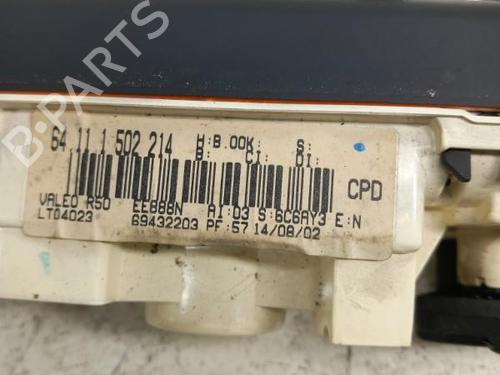 64 11 1 502 214 H:B.00K: S:
B: CI: DI:
CPD
VALEO R50 EE888N AI:03 S:6C6AY3 E:N
LT04023 69432203 PF:57 14/08/02
B-PARTS